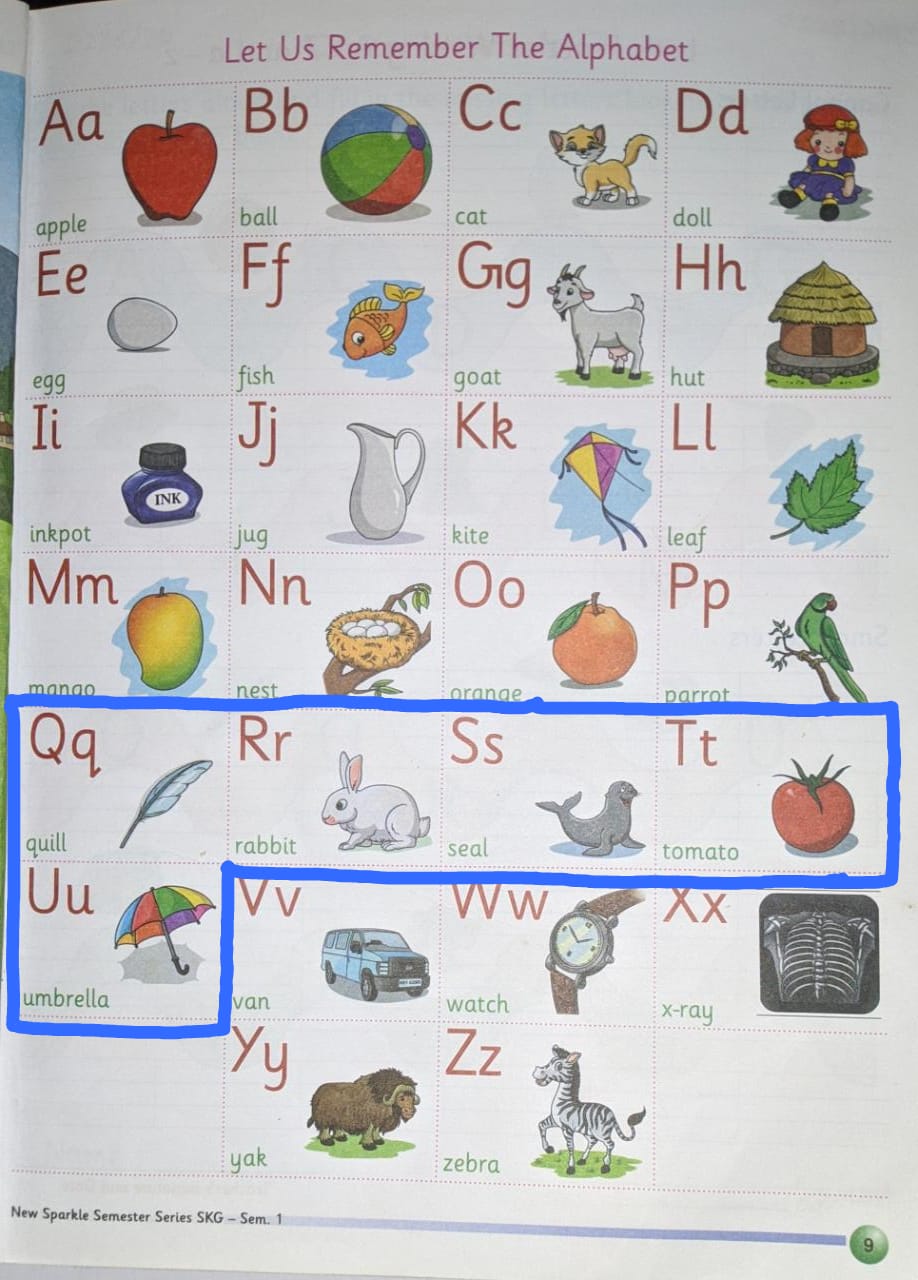 Let Us Remember The Alphabet
Aa Bb Cc Dd
apple ball cat doll
Ee Ff Gg Hh
egg fish goat hut
Ii Jj Kk Ll
INK
inkpot jug kite leaf
Mm Nn Oo Pp
mango nest orange parrot
Qq Rr Ss Tt
quill rabbit seal tomato
Uu Vv Ww Xx
umbrella van watch x-ray
Yy Zz
yak zebra
New Sparkle Semester Series SKG – Sem. 1
9